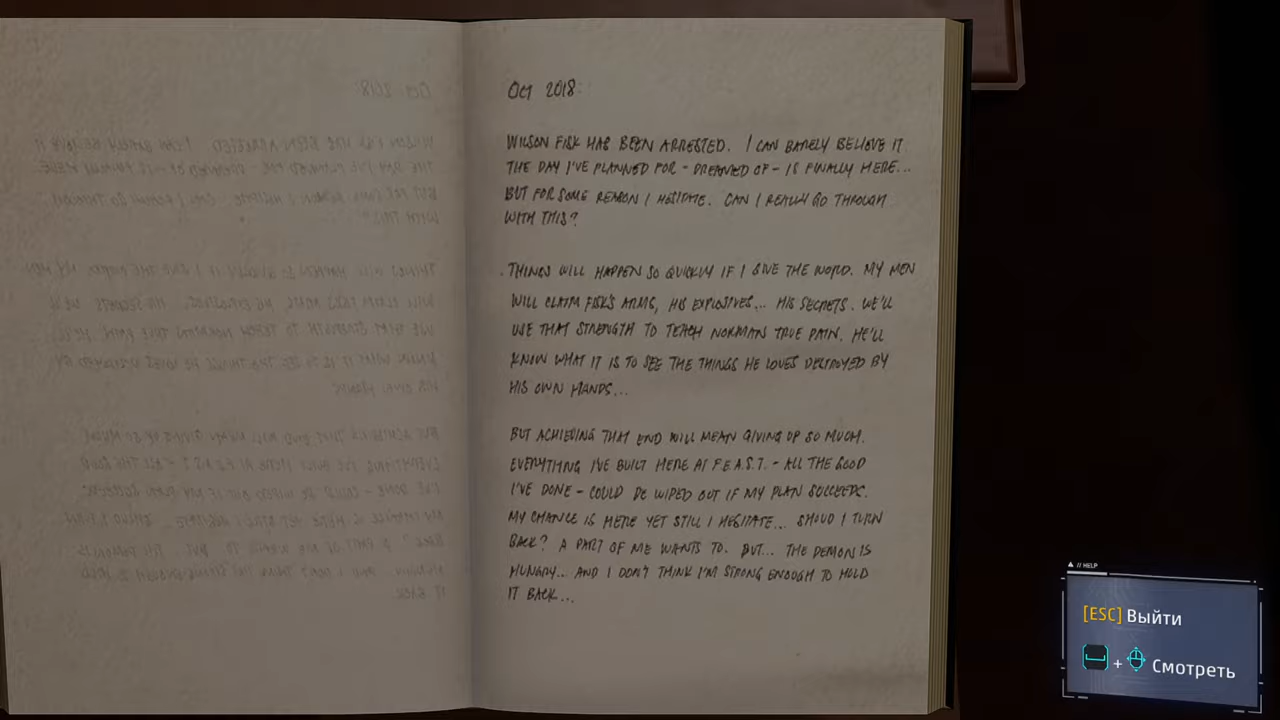 Oct 2018
WILSON FISK HAS BEEN ARRESTED. I CAN BARELY BELIEVE IT.
THE DAY I'VE PLANNED FOR - DREAMED OF - IS FINALLY HERE...
BUT FOR SOME REASON I HESITATE. CAN I REALLY GO THROUGH
WITH THIS?
THINGS WILL HAPPEN SO QUICKLY IF I GIVE THE WORD. MY MEN
WILL CLAIM FISK'S ARMS, HIS EXPLOSIVES... HIS SECRETS. WE'LL
USE THAT STRENGTH TO TEACH NORMAN TRUE PAIN. HE'LL
KNOW WHAT IT IS TO SEE THE THINGS HE LOVES DESTROYED BY
HIS OWN HANDS...
BUT ACHIEVING THAT END WILL MEAN GIVING UP SO MUCH.
EVERYTHING I'VE BUILT HERE AT F.E.A.S.T. - ALL THE GOOD
I'VE DONE - COULD BE WIPED OUT IF MY PLAN SUCCEEDS.
MY CHANCE IS HERE YET STILL I HESITATE... SHOUD I TURN
BACK? A PART OF ME WANTS TO. BUT... THE DEMON IS
HUNGRY... AND I DON'T THINK I'M STRONG ENOUGH TO HOLD
IT BACK...
// HELP
[ESC] Выйти
+ Смотреть